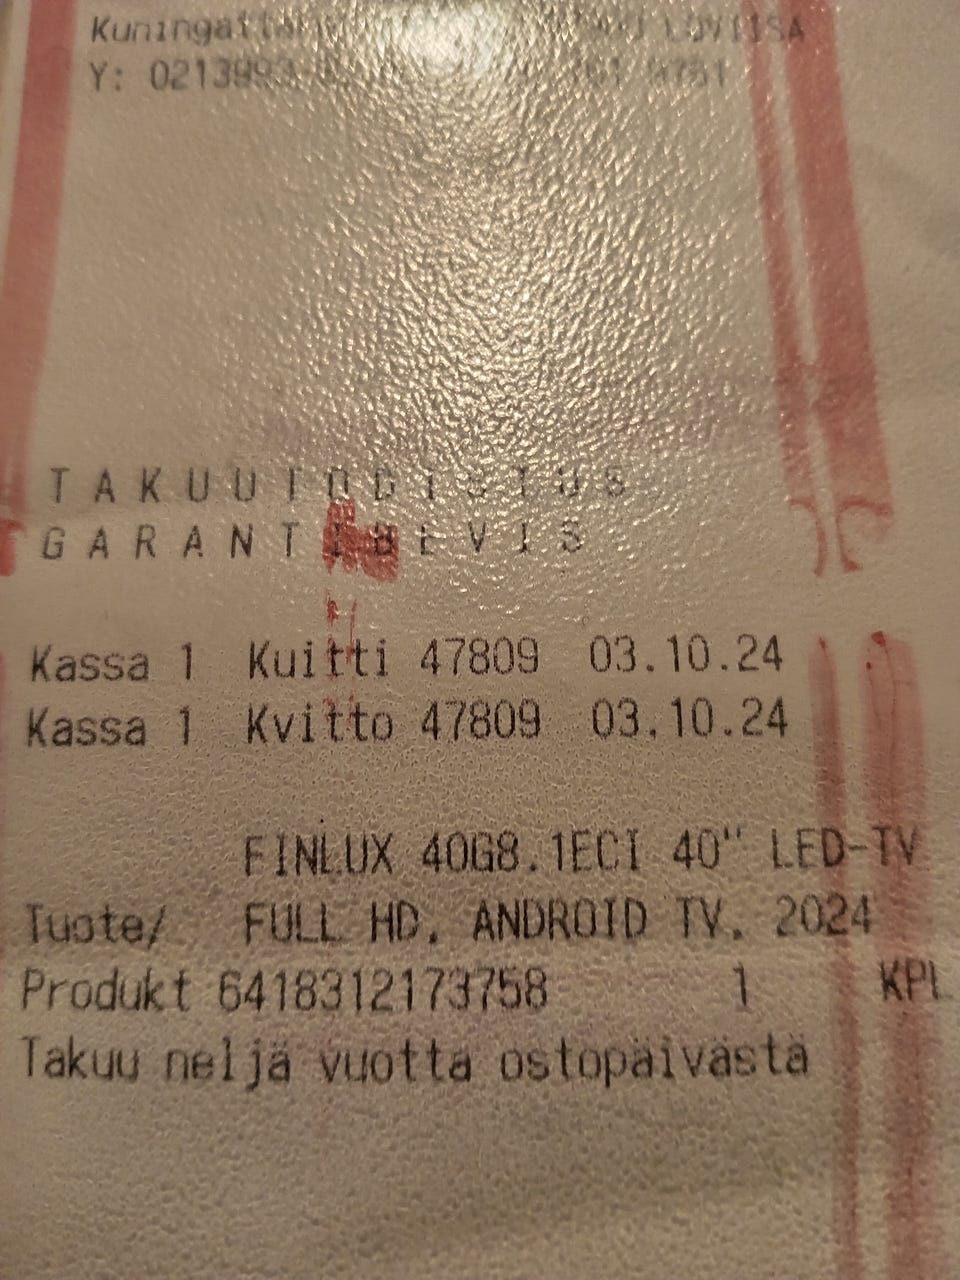 LOVIISA
Y:
TAKUUTODISTUS
GARANTIBEVIS
Kassa 1 Kuitti 47809 03.10.24
Kassa 1 Kvitto 47809 03.10.24
FINLUX 40G8.1ECI 40" LED-TV
Tuote/ FULL HD, ANDROID TV, 2024
Produkt 6418312173758 1 KPL
Takuu neljä vuotta ostopäivästä